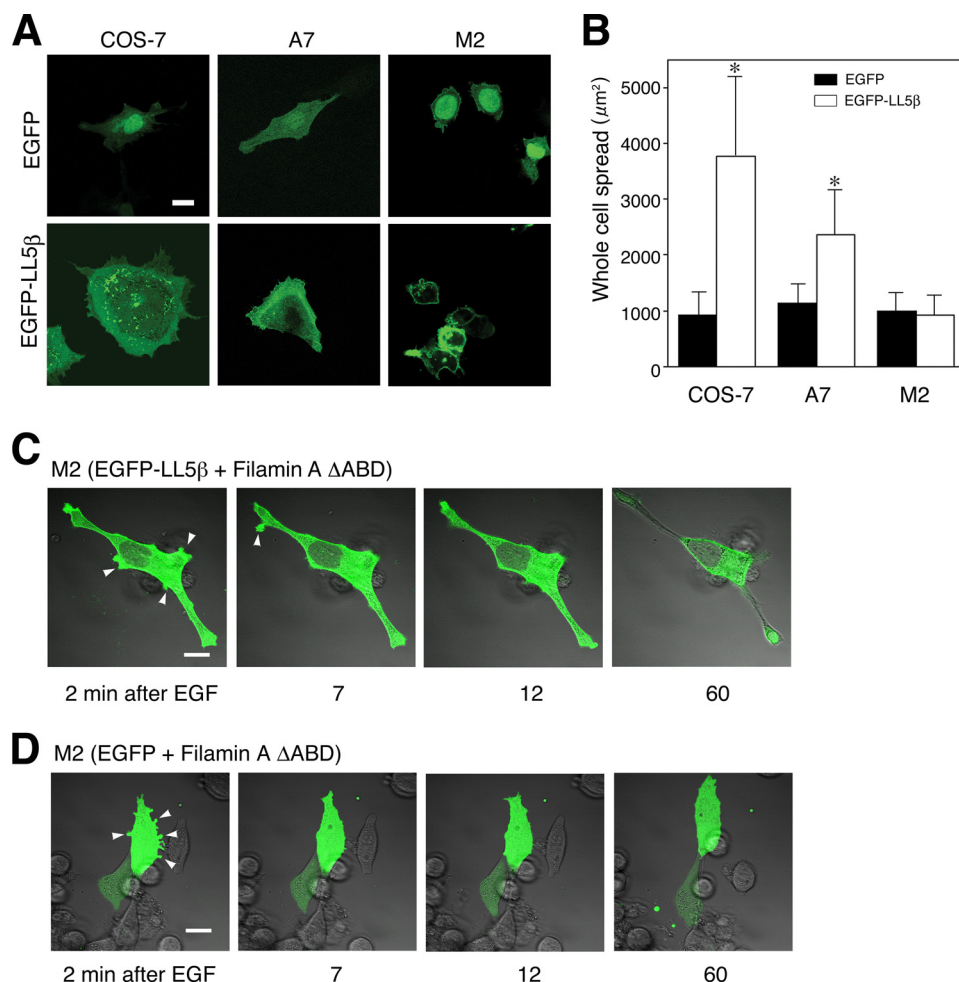 A
COS-7 A7 M2
EGFP
EGFP-LL5β
B
Whole cell spread (μm²)
5000
4000
3000
2000
1000
0
EGFP
EGFP-LL5β
* *
COS-7 A7 M2
C
M2 (EGFP-LL5β + Filamin A ΔABD)
2 min after EGF 7 12 60
D
M2 (EGFP + Filamin A ΔABD)
2 min after EGF 7 12 60